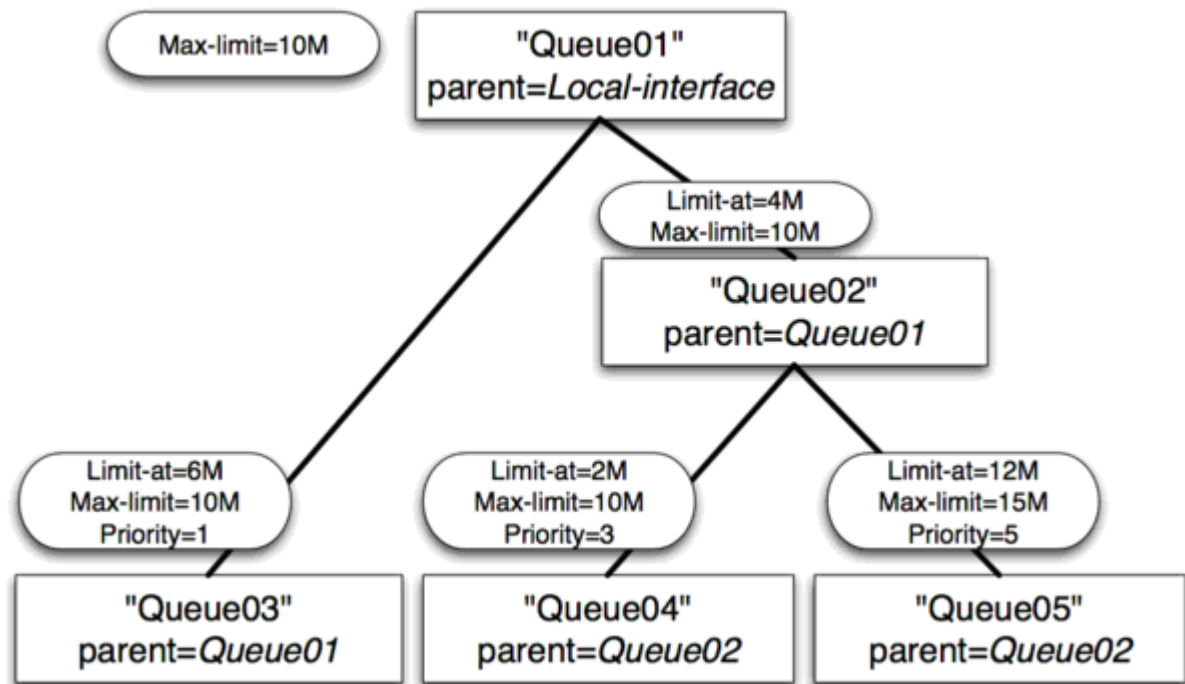 Max-limit=10M
"Queue01"
parent=Local-interface
Limit-at=4M
Max-limit=10M
"Queue02"
parent=Queue01
Limit-at=6M
Max-limit=10M
Priority=1
Limit-at=2M
Max-limit=10M
Priority=3
Limit-at=12M
Max-limit=15M
Priority=5
"Queue03"
parent=Queue01
"Queue04"
parent=Queue02
"Queue05"
parent=Queue02